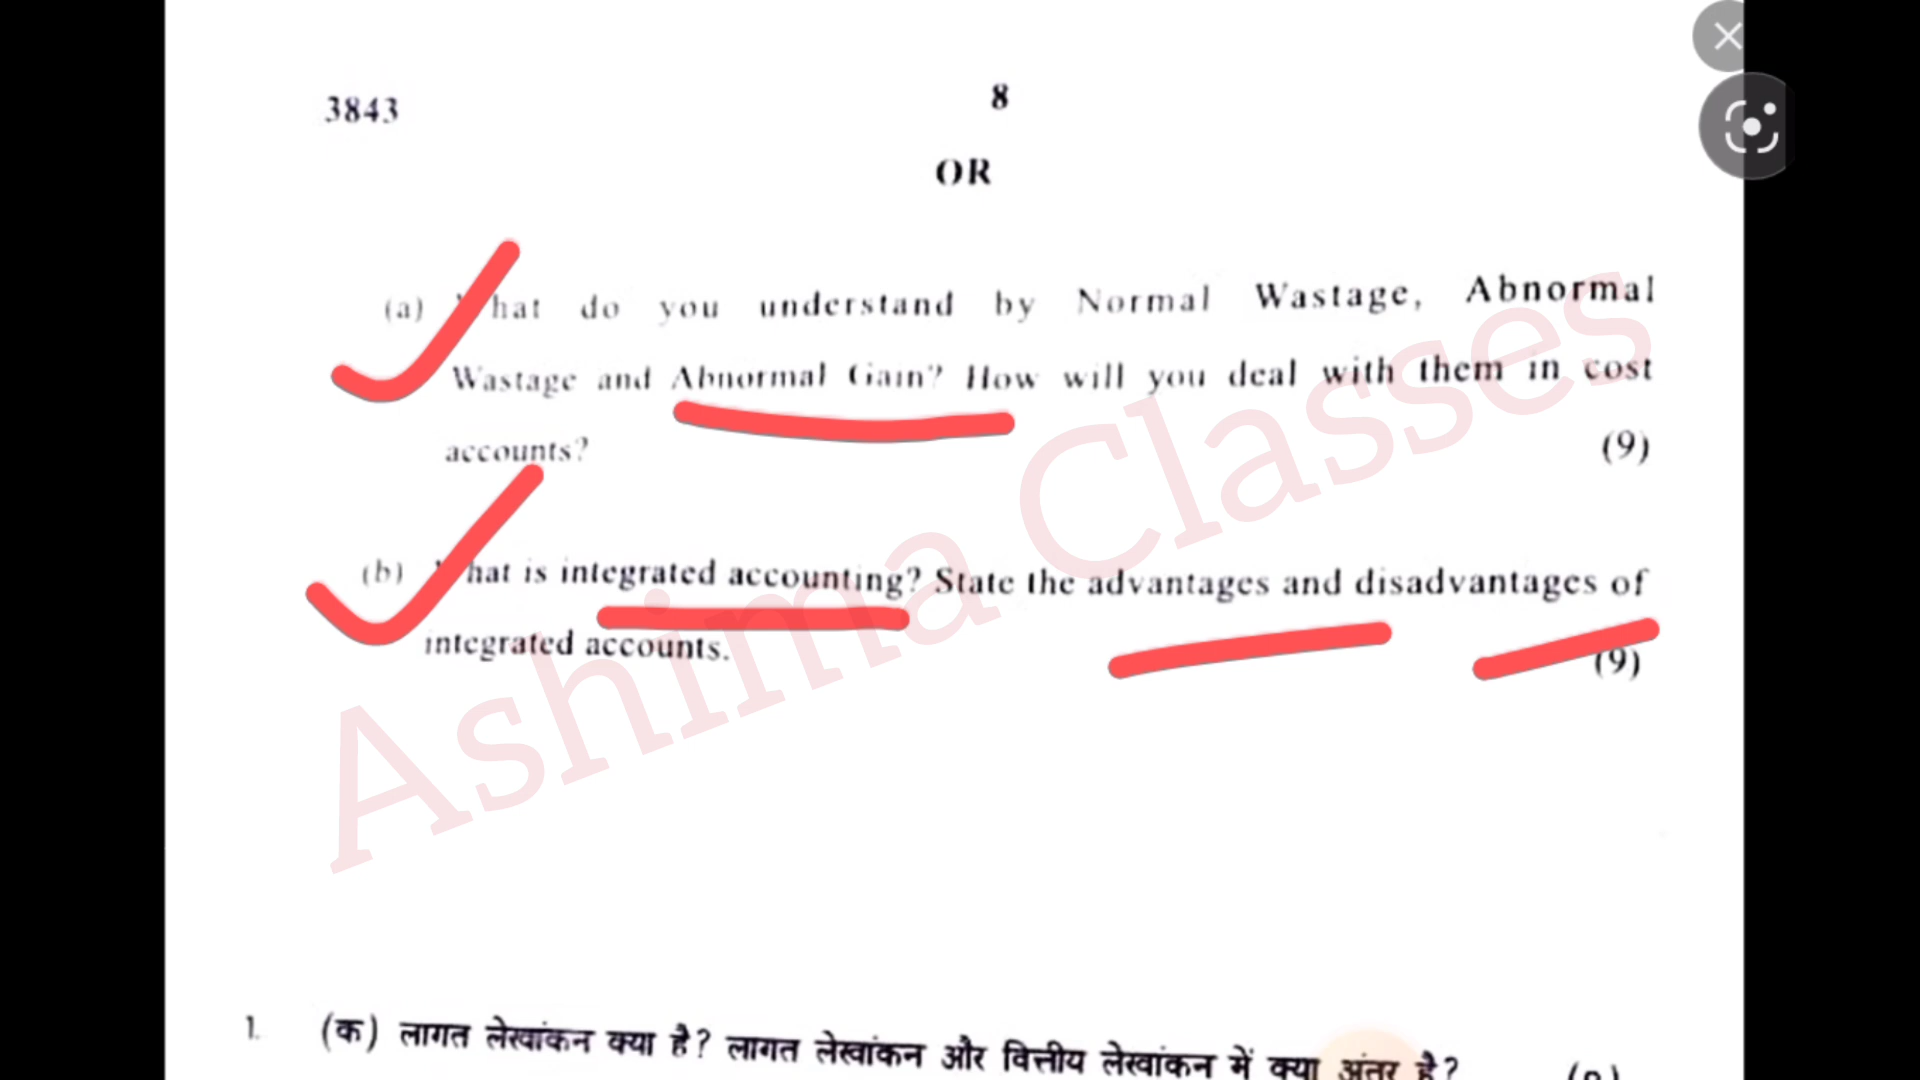 3843
8
OR
(a) What do you understand by Normal Wastage, Abnormal
Wastage and Abnormal Gain? How will you deal with them in cost
accounts?
(9)
(b) What is integrated accounting? State the advantages and disadvantages of
integrated accounts.
(9)
Ashima Classes
1. (क) लागत लेखांकन क्या है? लागत लेखांकन और वित्तीय लेखांकन में क्या अंतर है?